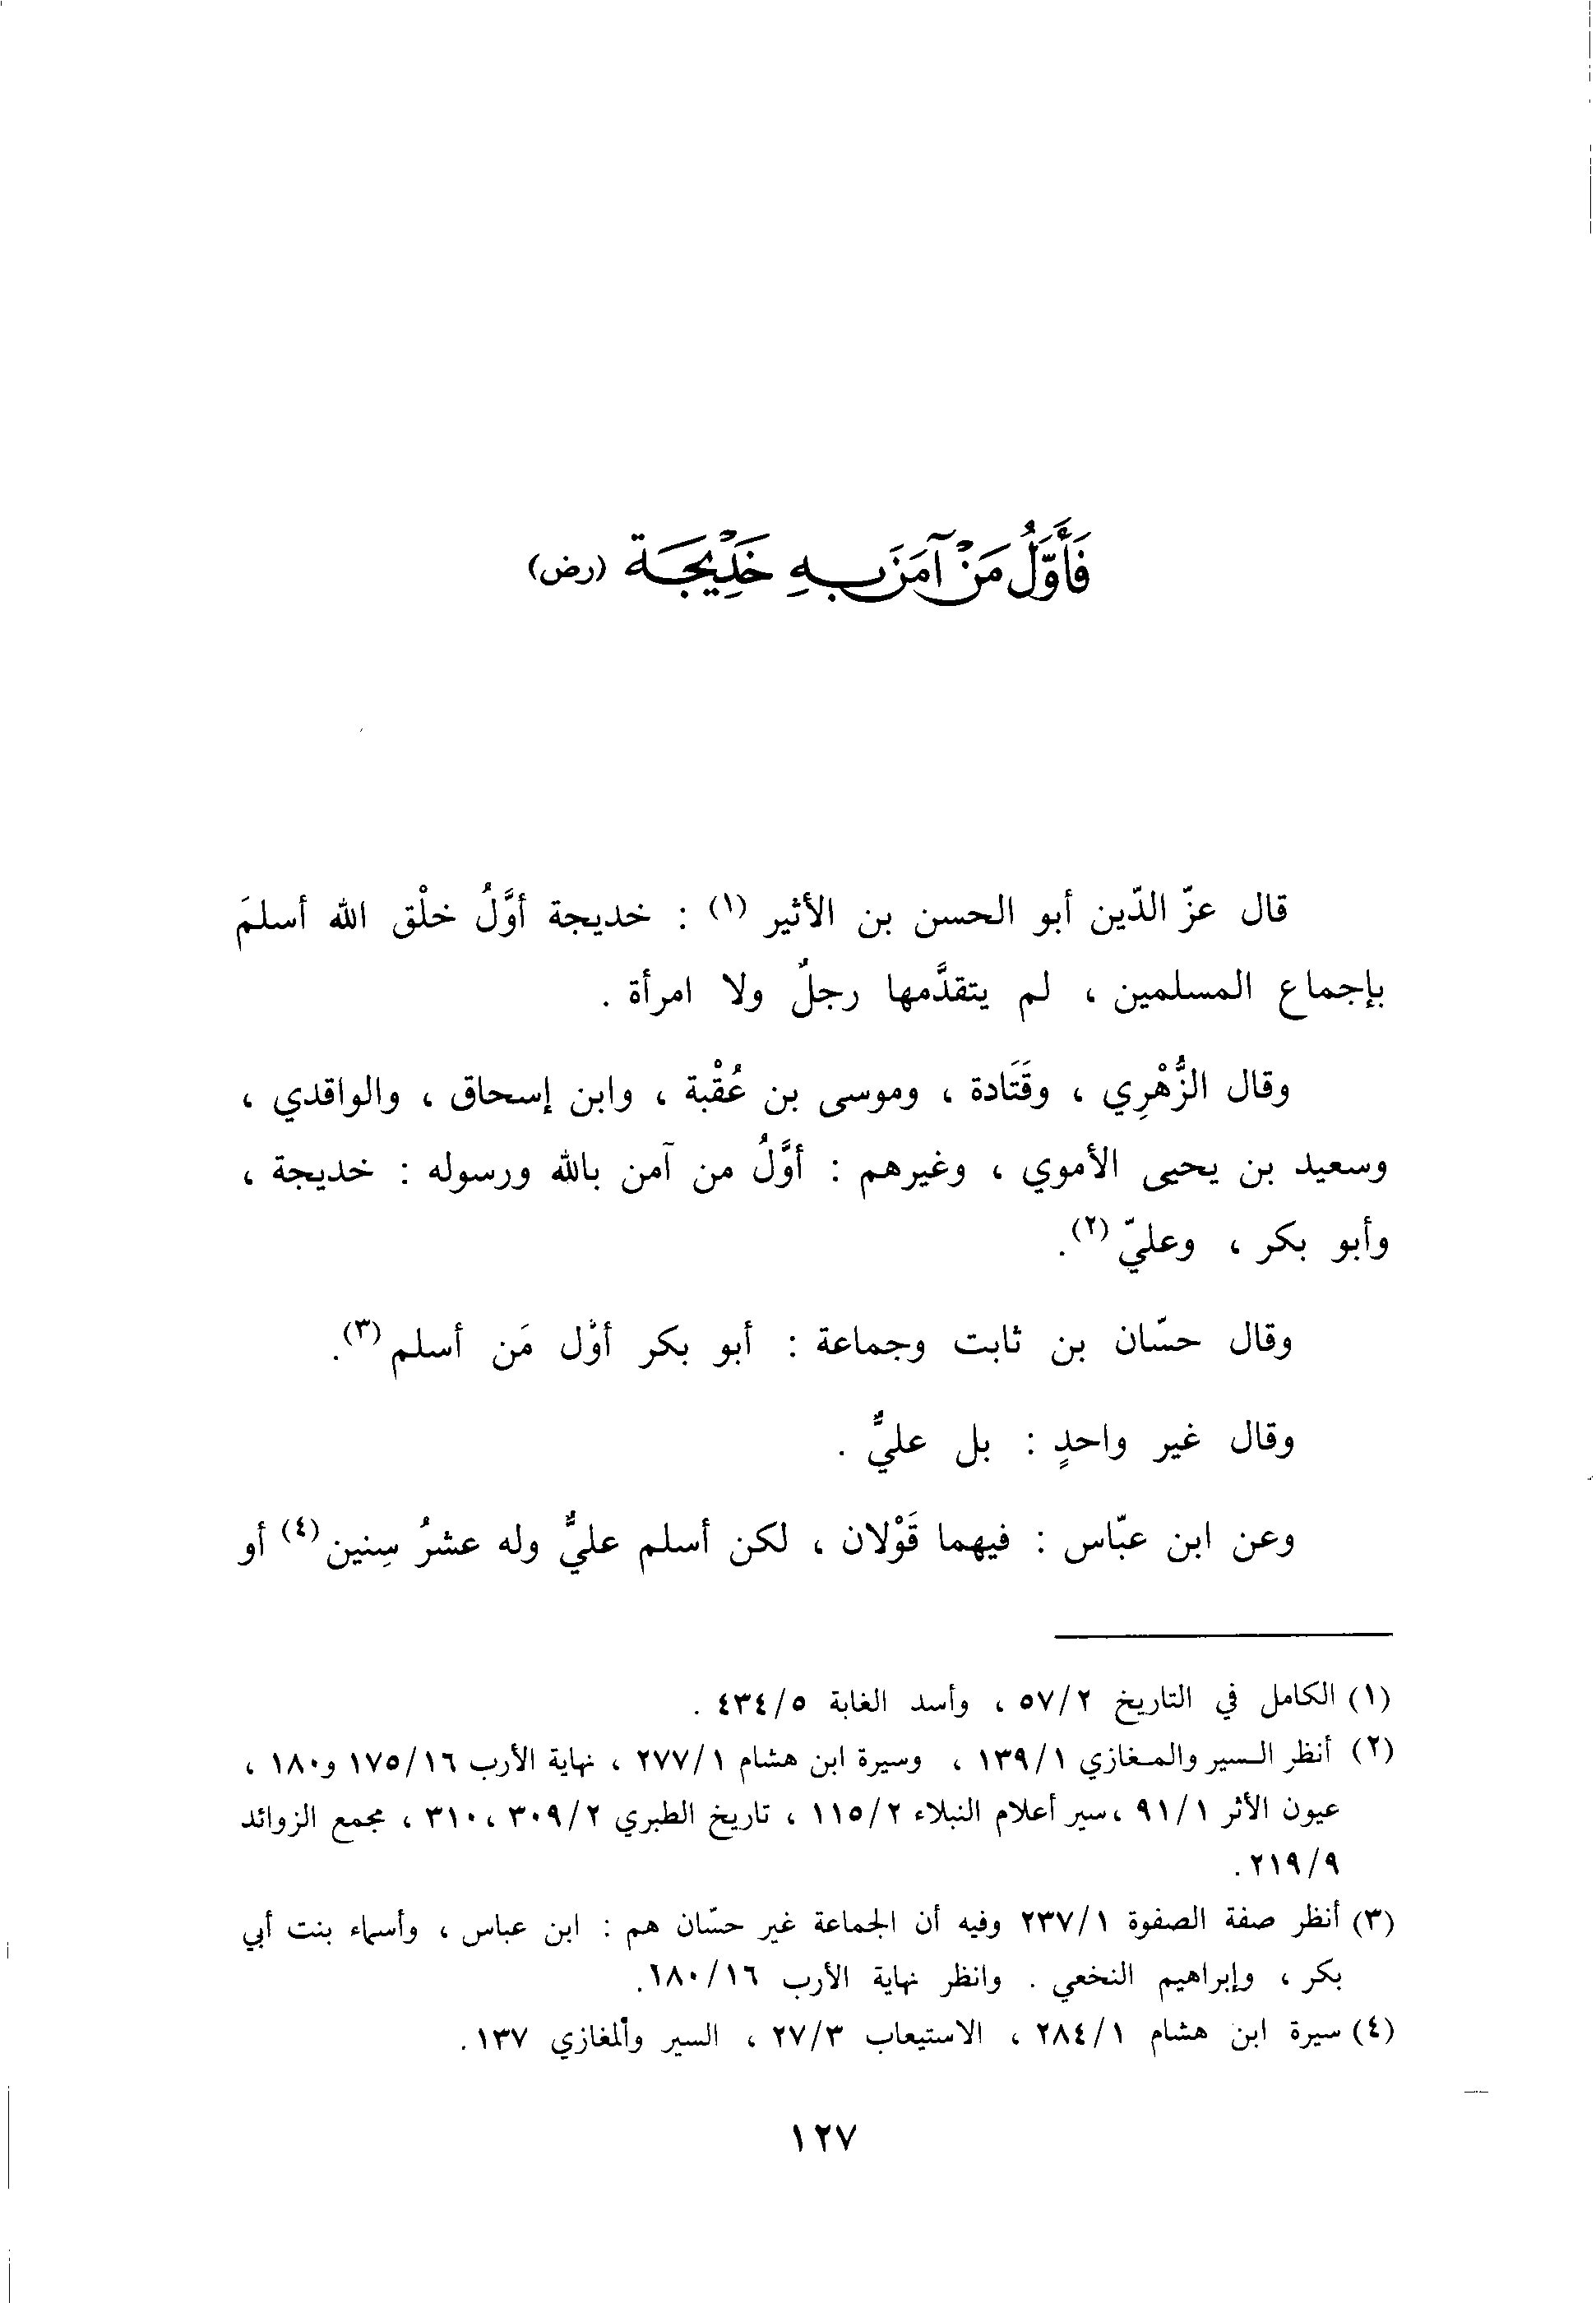 فَأَوَّلُ مَنْ آمَنَ بِهِ خَدِيجَة (رض)
قال عزّ الدّين أبو الحسن بن الأثير (١) : خديجة أوَّلُ خلْق الله أسلمَ
بإجماع المسلمين ، لم يتقدَّمها رجلٌ ولا امرأة .
وقال الزُّهْرِي ، وقَتَادة ، وموسى بن عُقْبة ، وابن إسحاق ، والواقدي ،
وسعيد بن يحيى الأموي ، وغيرهم : أوَّلُ من آمن بالله ورسوله : خديجة ،
وأبو بكر ، وعليّ (٢).
وقال حسّان بن ثابت وجماعة : أبو بكر أوّل مَن أسلم (٣).
وقال غير واحدٍ : بل عليٌّ .
وعن ابن عبّاس : فيهما قَوْلان ، لكن أسلم عليٌّ وله عشرُ سِنين (٤) أو
(١) الكامل في التاريخ ٥٧/٢ ، وأسد الغابة ٤٣٤/٥ .
(٢) أنظر السير والمغازي ١٣٩/١ ، وسيرة ابن هشام ٢٧٧/١ ، نهاية الأرب ١٧٥/١٦ و١٨٠ ،
عيون الأثر ٩١/١ ، سير أعلام النبلاء ١١٥/٢ ، تاريخ الطبري ٣٠٩/٢ ، ٣١٠ ، مجمع الزوائد
٢١٩/٩ .
(٣) أنظر صفة الصفوة ٢٣٧/١ وفيه أن الجماعة غير حسّان هم : ابن عباس ، وأسماء بنت أبي
بكر ، وإبراهيم النخعي . وانظر نهاية الأرب ١٨٠/١٦.
(٤) سيرة ابن هشام ٢٨٤/١ ، الاستيعاب ٢٧/٣ ، السير والمغازي ١٣٧ .
١٢٧